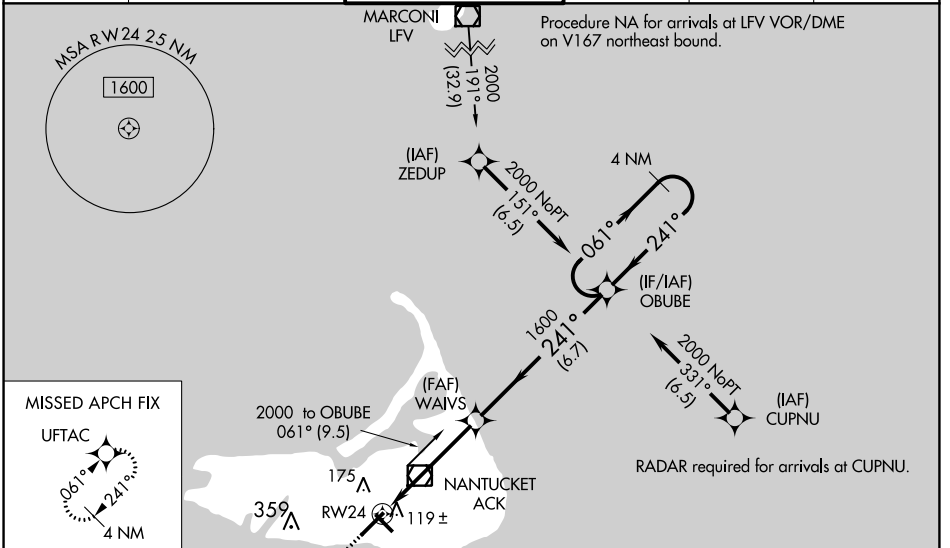 MARCONI
LFV
Procedure NA for arrivals at LFV VOR/DME
on V167 northeast bound.
MSA RW24 25 NM
1600
2000
191°
(32.9)
(IAF)
ZEDUP
2000 NoPT
151°
(6.5)
4 NM
061°
241°
(IF/IAF)
OBUBE
1600
241°
(6.7)
2000 NoPT
331°
(6.5)
(IAF)
CUPNU
(FAF)
WAIVS
MISSED APCH FIX
UFTAC
061°
241°
4 NM
2000 to OBUBE
061° (9.5)
RADAR required for arrivals at CUPNU.
175
NANTUCKET
ACK
359
RW24
119 ±